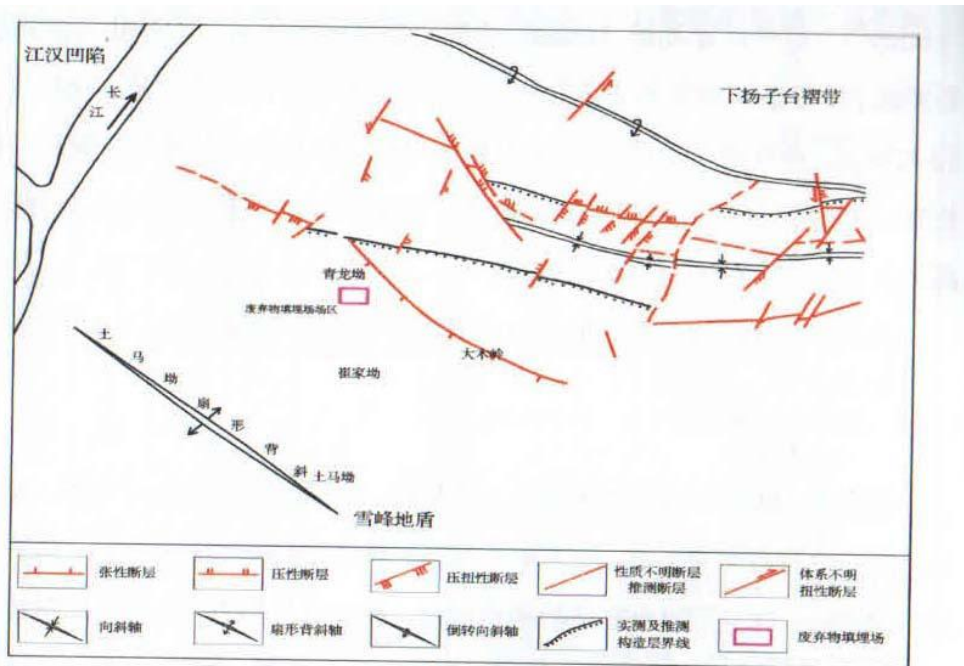 江汉凹陷
长江
下扬子台褶带
青龙坳
废弃物填埋场场区
大木岭
崔家坳
土马坳扇形背斜
土马坳
雪峰地盾
张性断层
压性断层
压扭性断层
性质不明断层
推测断层
体系不明
扭性断层
向斜轴
扇形背斜轴
倒转向斜轴
实测及推测
构造层界线
废弃物填埋场